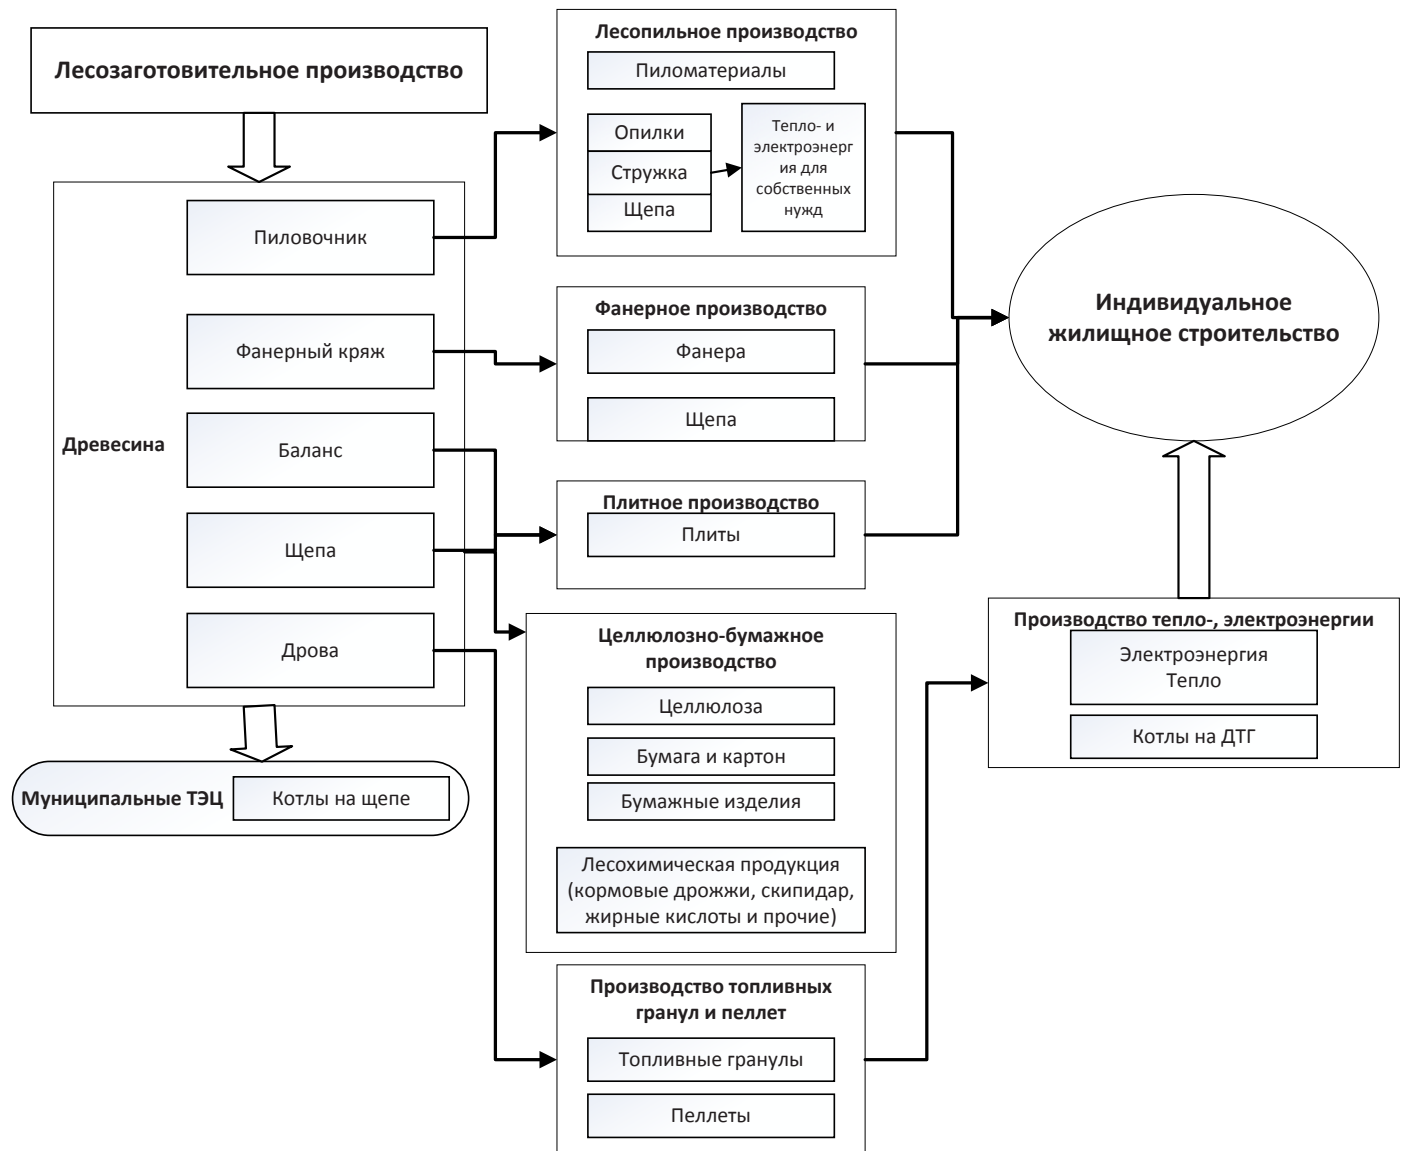 Лесозаготовительное производство
Древесина
Пиловочник
Фанерный кряж
Баланс
Щепа
Дрова
Муниципальные ТЭЦ
Котлы на щепе
Лесопильное производство
Пиломатериалы
Опилки
Стружка
Щепа
Тепло- и
электроэнерг
ия для
собственных
нужд
Фанерное производство
Фанера
Щепа
Плитное производство
Плиты
Целлюлозно-бумажное
производство
Целлюлоза
Бумага и картон
Бумажные изделия
Лесохимическая продукция
(кормовые дрожжи, скипидар,
жирные кислоты и прочие)
Производство топливных
гранул и пеллет
Топливные гранулы
Пеллеты
Индивидуальное
жилищное строительство
Производство тепло-, электроэнергии
Электроэнергия
Тепло
Котлы на ДТГ